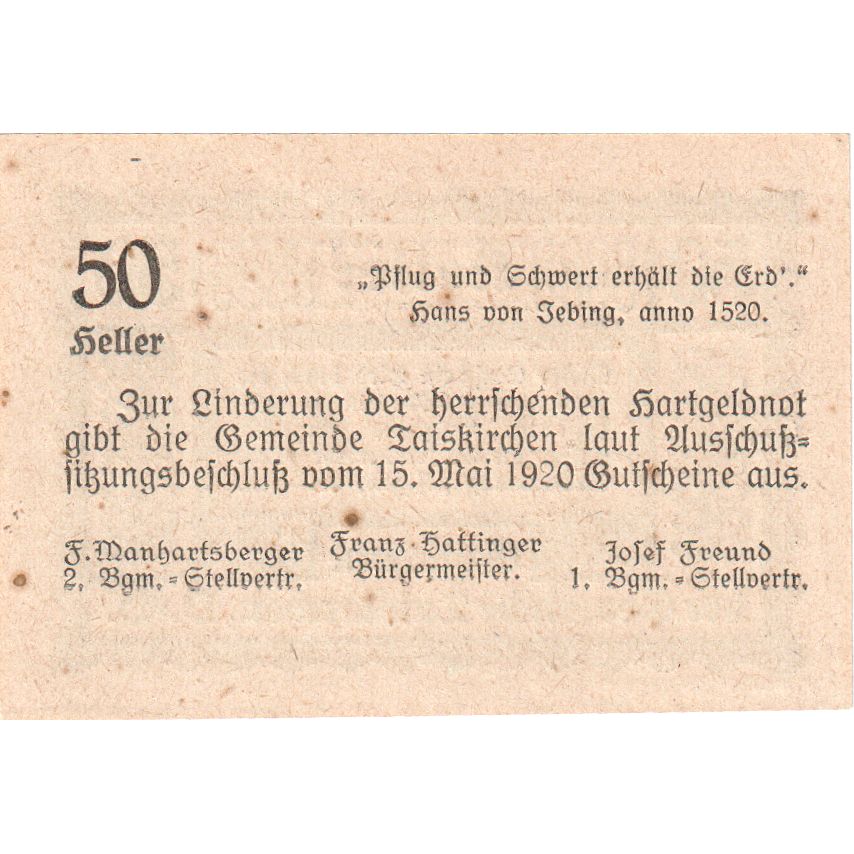 50
Heller
„Pflug und Schwert erhält die Erd'.“
Hans von Jebing, anno 1520.
Zur Linderung der herrschenden Hartgeldnot
gibt die Gemeinde Taiskirchen laut Ausschuß-
sitzungsbeschluß vom 15. Mai 1920 Gutscheine aus.
F. Manhartsberger
2. Bgm.-Stellvertr.
Franz Hattinger
Bürgermeister.
Josef Freund
1. Bgm.-Stellvertr.